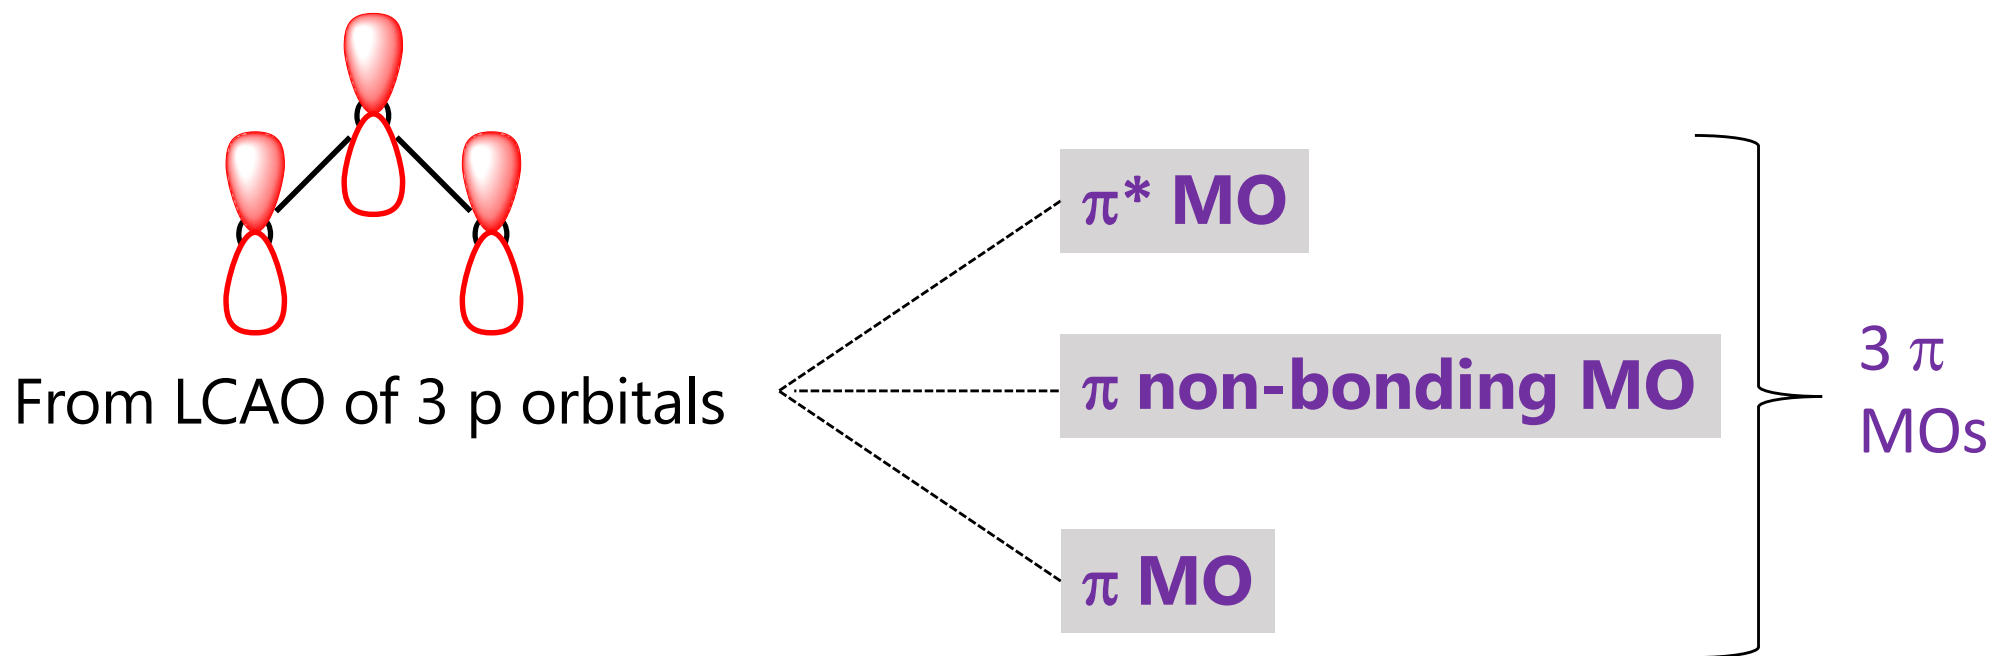 From LCAO of 3 p orbitals
π* MO
π non-bonding MO
π MO
3 π
MOs